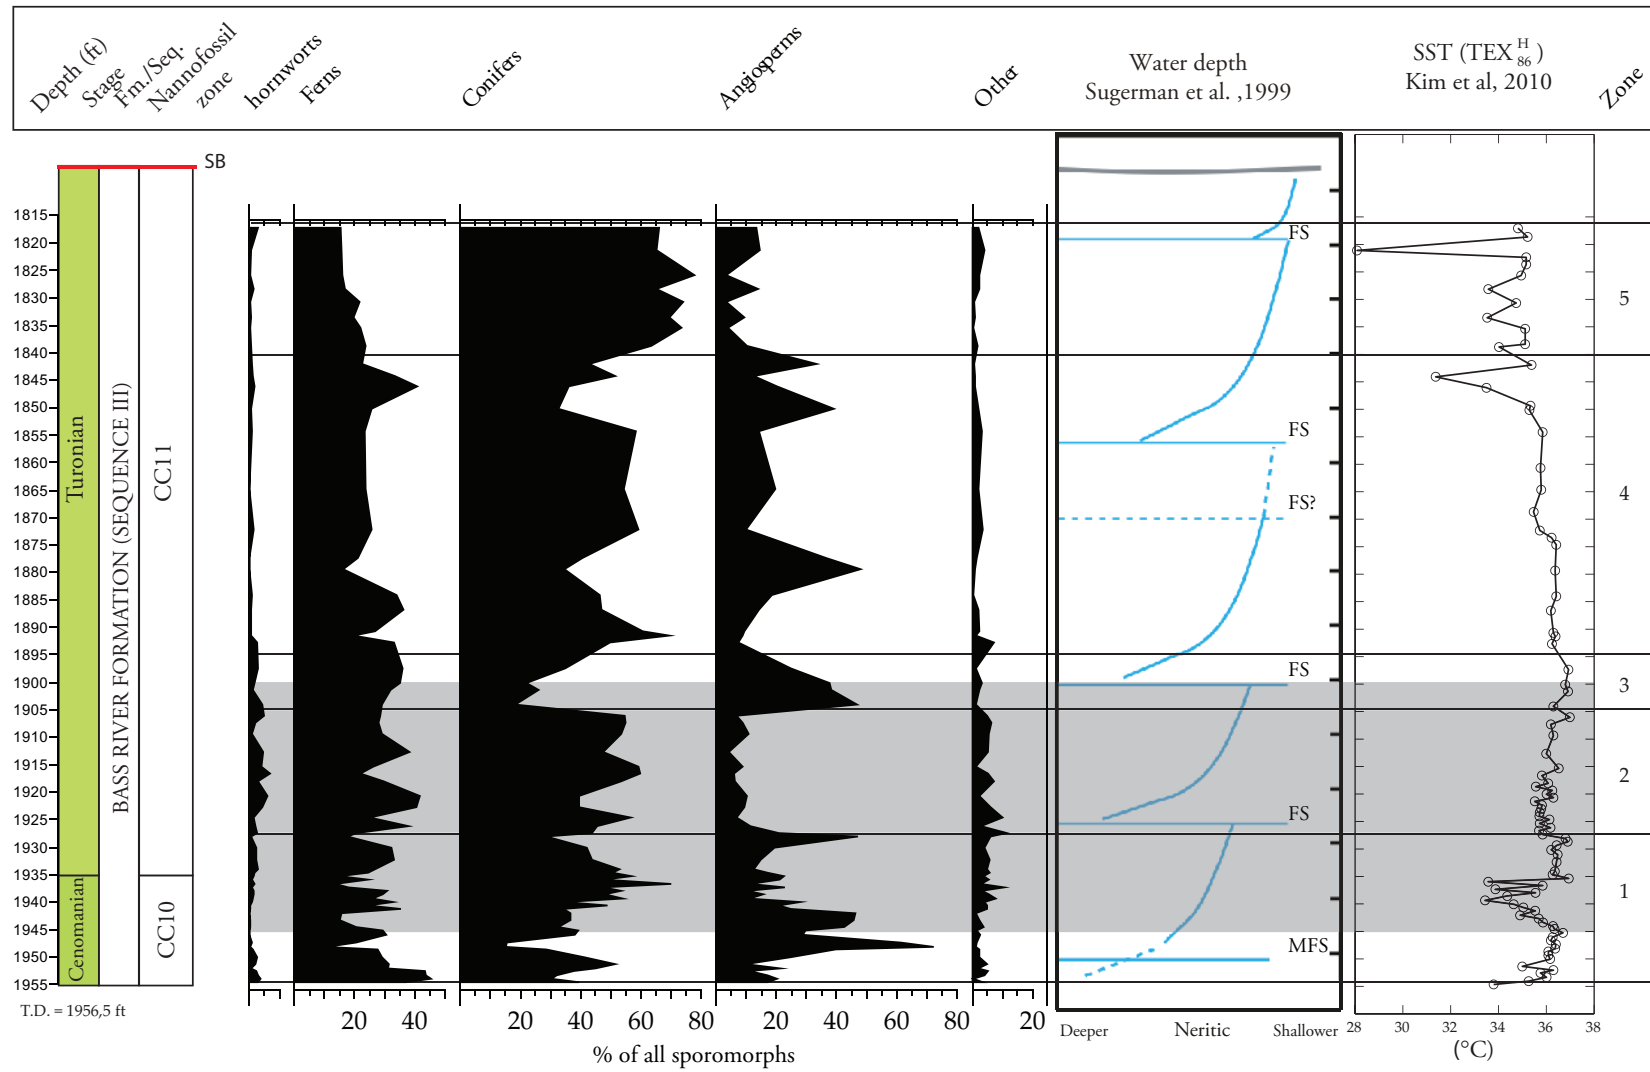 Depth (ft)
Stage
Fm./Seq.
Nannofossil
zone
hornworts
Ferns
Conifers
Angiosperms
Other
Water depth
Sugerman et al. ,1999
SST (TEX H 86 )
Kim et al, 2010
Zone
SB
1815
1820
1825
1830
1835
1840
1845
1850
1855
1860
1865
1870
1875
1880
1885
1890
1895
1900
1905
1910
1915
1920
1925
1930
1935
1940
1945
1950
1955
Turonian
Cenomanian
BASS RIVER FORMATION (SEQUENCE III)
CC11
CC10
FS
FS
FS?
FS
FS
MFS
5
4
3
2
1
T.D. = 1956,5 ft
20 40
20 40 60 80
20 40 60 80
20
% of all sporomorphs
Deeper Neritic Shallower
28 30 32 34 36 38
(°C)